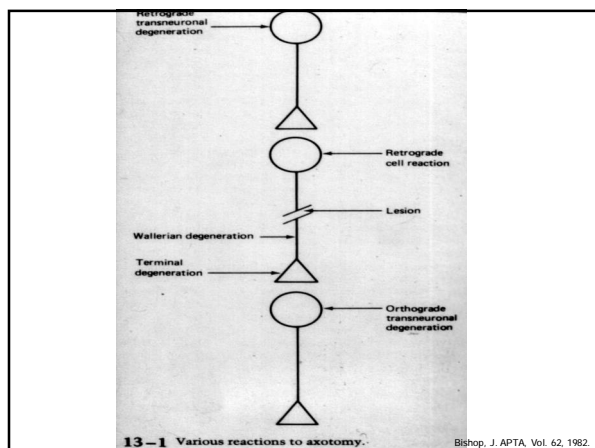 Retrograde
transneuronal
degeneration
Retrograde
cell reaction
Lesion
Wallerian degeneration
Terminal
degeneration
Orthograde
transneuronal
degeneration
13-1 Various reactions to axotomy.
Bishop, J. APTA, Vol. 62, 1982.